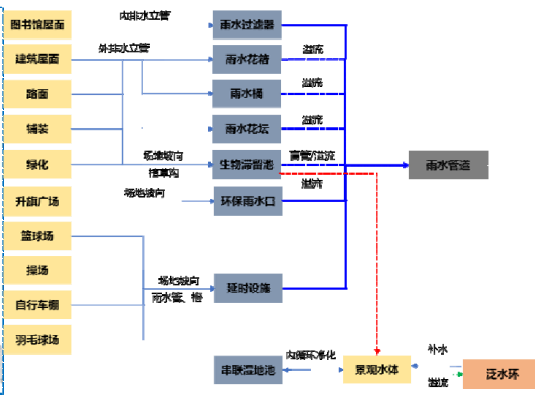 图书馆屋面
内排水立管
雨水过滤器
建筑屋面
外排水立管
雨水花箱
溢流
路面
雨水桶
溢流
铺装
雨水花坛
溢流
绿化
场地坡向
植草沟
生物滞留池
盲管/溢流
雨水管道
升旗广场
场地坡向
环保雨水口
溢流
篮球场
操场
场地坡向
雨水管、槽
延时设施
自行车棚
羽毛球场
串联湿地池
内循环净化
景观水体
补水
溢流
泛水环